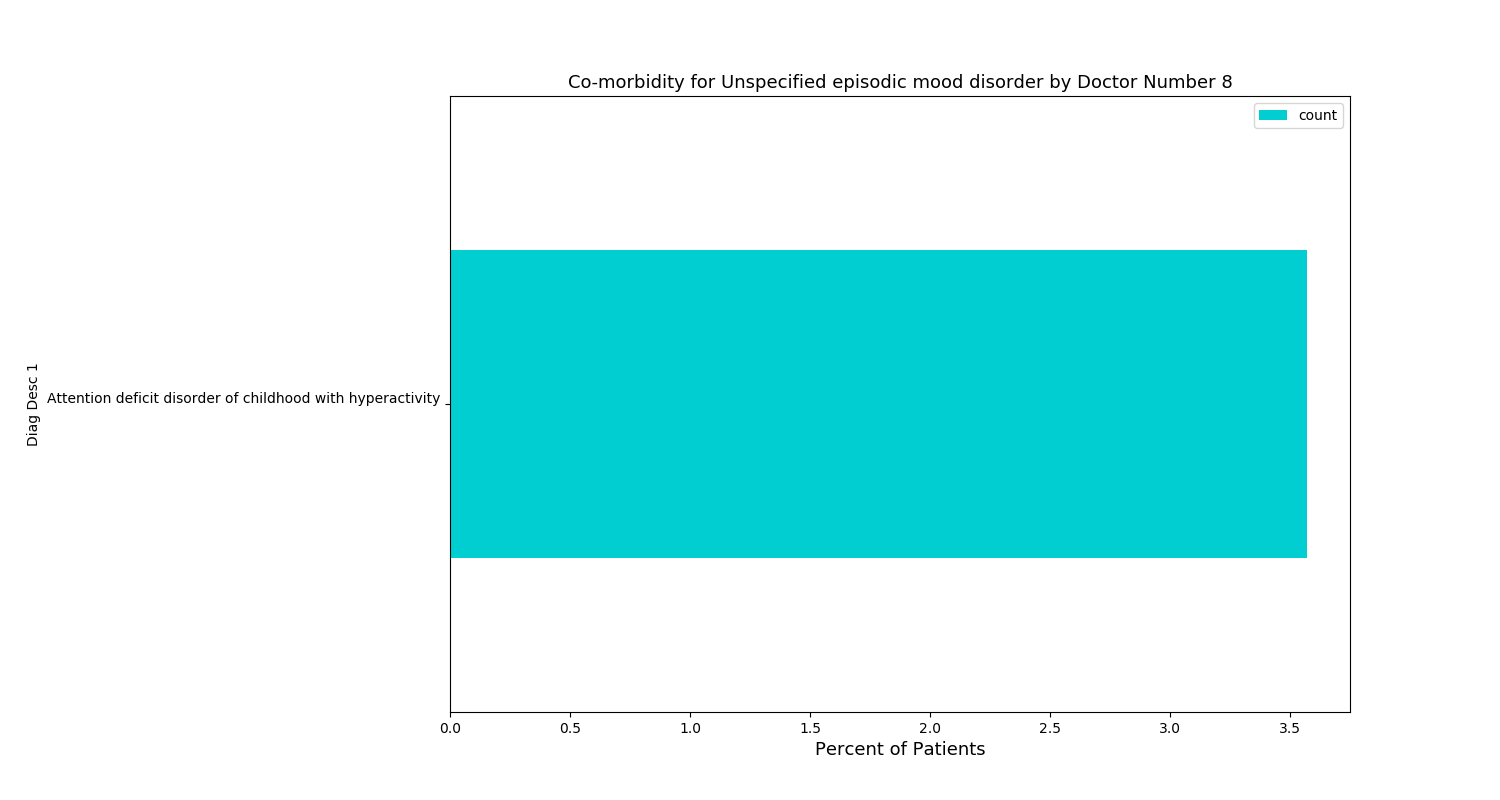 Co-morbidity for Unspecified episodic mood disorder by Doctor Number 8
count
Diag Desc 1
Attention deficit disorder of childhood with hyperactivity
0.0 0.5 1.0 1.5 2.0 2.5 3.0 3.5
Percent of Patients